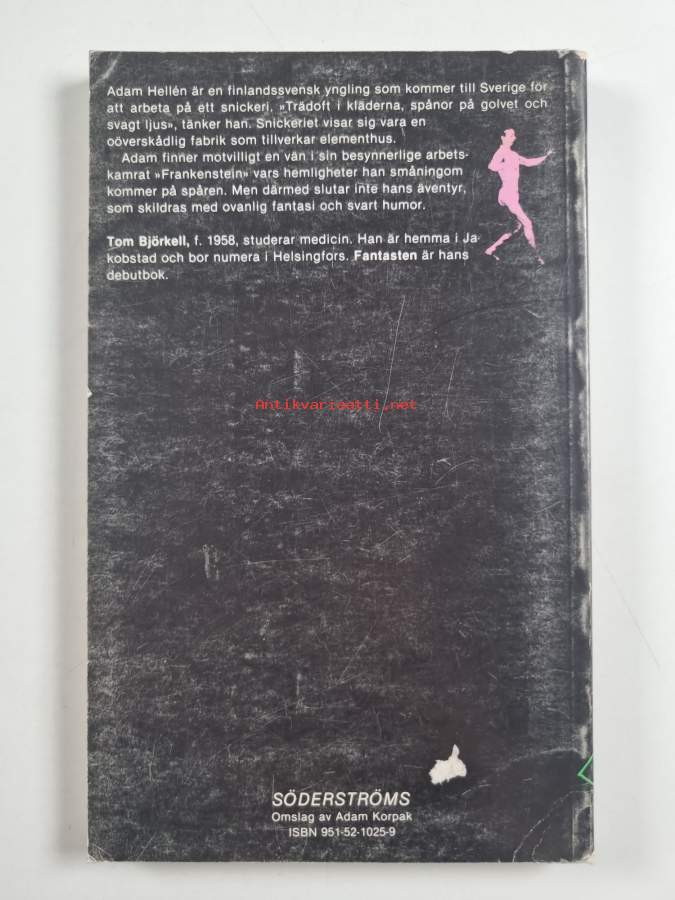 Adam Hellén är en finlandssvensk yngling som kommer till Sverige för
att arbeta på ett snickeri. »Trädoft i kläderna, spånor på golvet och
svagt ljus», tänker han. Snickeriet visar sig vara en
oöverskådlig fabrik som tillverkar elementhus.
Adam finner motvilligt en vän i sin besynnerlige arbets-
kamrat »Frankenstein» vars hemligheter han småningom
kommer på spåren. Men därmed slutar inte hans äventyr,
som skildras med ovanlig fantasi och svart humor.
Tom Björkell, f. 1958, studerar medicin. Han är hemma i Ja-
kobstad och bor numera i Helsingfors. Fantasten är hans
debutbok.
Antikvariaatti.net
SÖDERSTRÖMS
Omslag av Adam Korpak
ISBN 951-52-1025-9